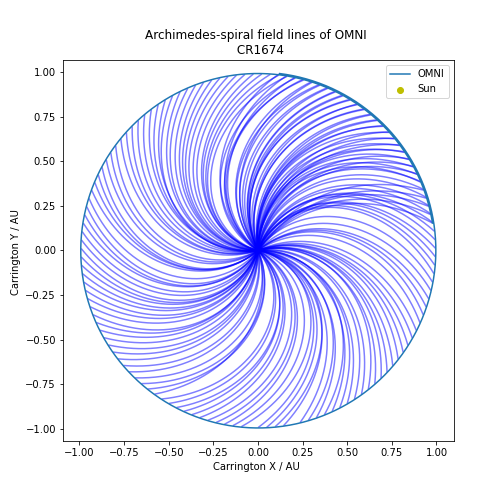 Archimedes-spiral field lines of OMNI
CR1674
OMNI
Sun
1.00
0.75
0.50
0.25
0.00
−0.25
−0.50
−0.75
−1.00
Carrington Y / AU
−1.00 −0.75 −0.50 −0.25 0.00 0.25 0.50 0.75 1.00
Carrington X / AU